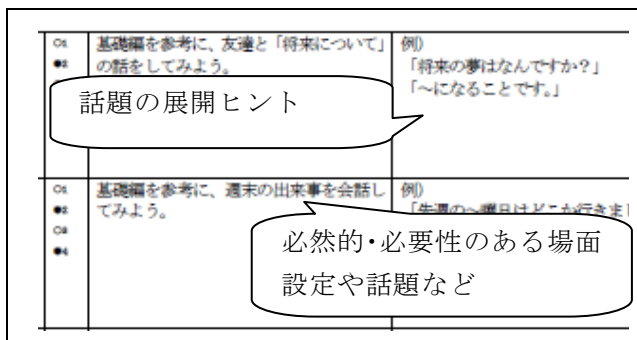 ○1
●2
基礎編を参考に、友達と「将来について」
の話をしてみよう。
例)
「将来の夢はなんですか?」
「~になることです。」
話題の展開ヒント
○1
●2
○3
●4
基礎編を参考に、週末の出来事を会話し
てみよう。
例)
「先週の~曜日はどこか行きまし
必然的・必要性のある場面
設定や話題など